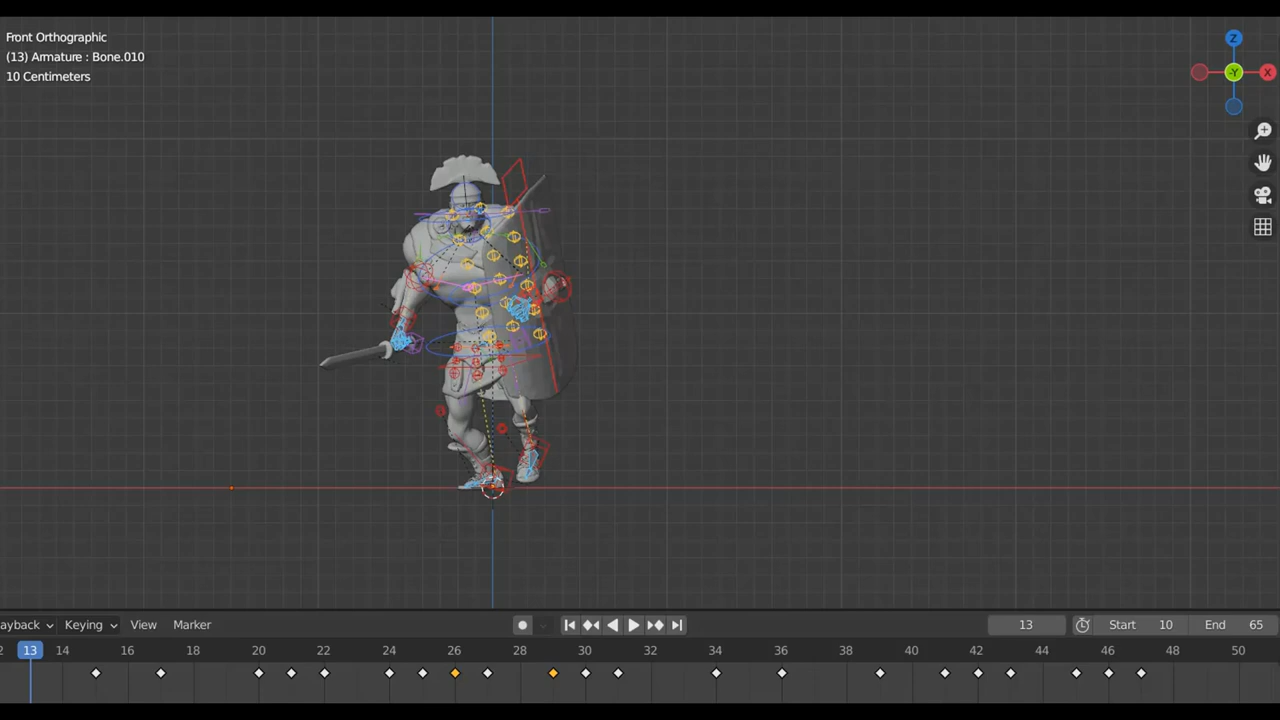 Front Orthographic
(13) Armature : Bone.010
10 Centimeters
Z
-Y
X
ayback Keying View Marker
13 Start 10 End 65
2 13 14 16 18 20 22 24 26 28 30 32 34 36 38 40 42 44 46 48 50